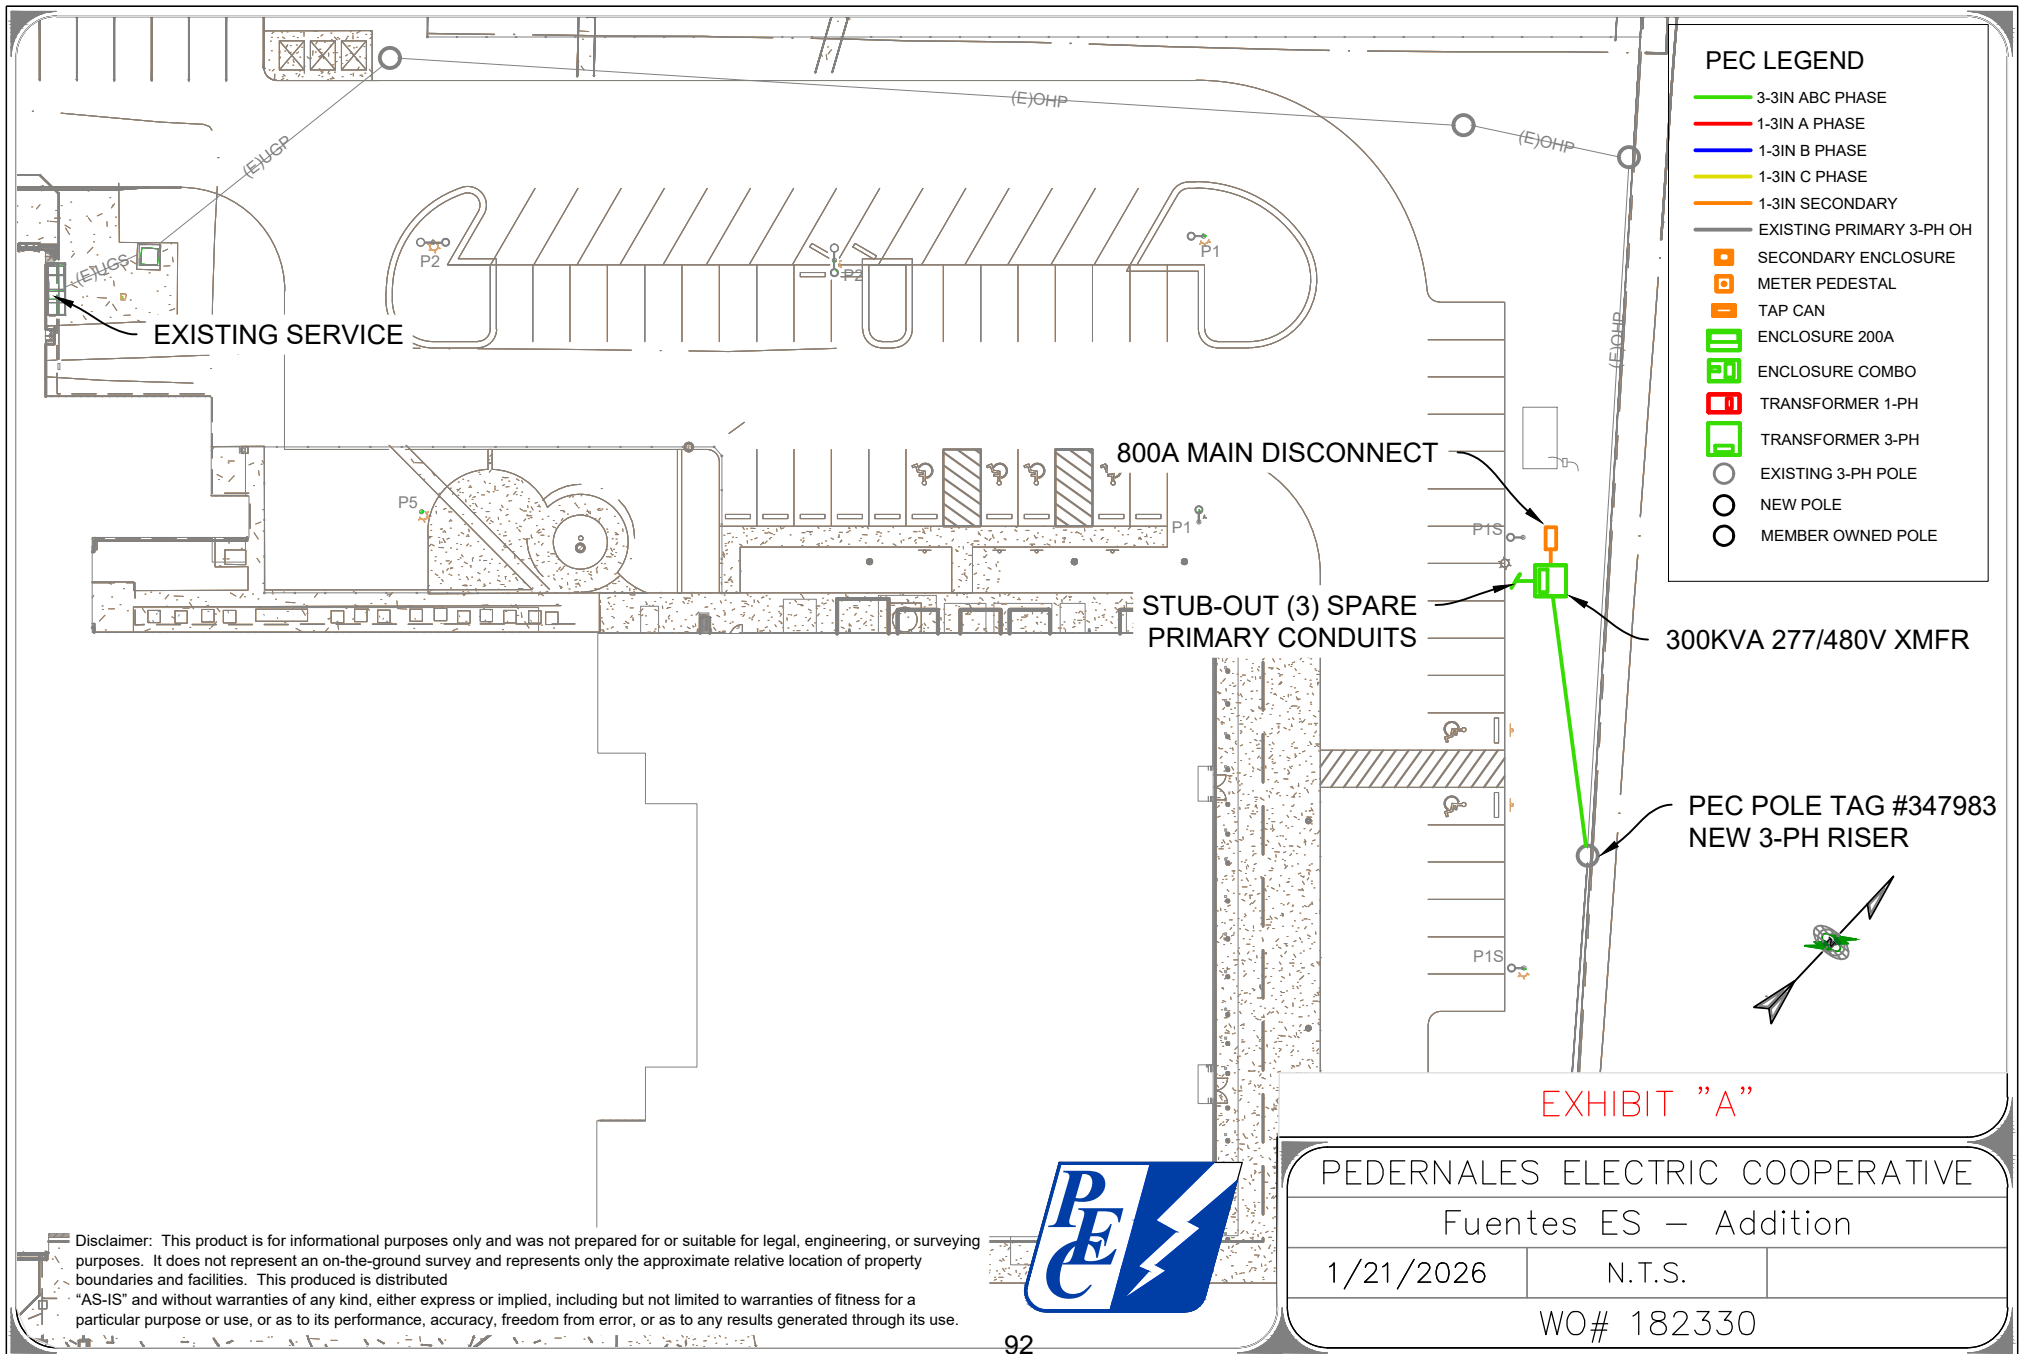 (E)OHP
(E)OHP
(E)UGP
(E)UGS
(E)OHP
P2
P2
P1
EXISTING SERVICE
P5
P1
P1S
P1S
800A MAIN DISCONNECT
STUB-OUT (3) SPARE
PRIMARY CONDUITS
300KVA 277/480V XMFR
PEC POLE TAG #347983
NEW 3-PH RISER
PEC LEGEND
3-3IN ABC PHASE
1-3IN A PHASE
1-3IN B PHASE
1-3IN C PHASE
1-3IN SECONDARY
EXISTING PRIMARY 3-PH OH
SECONDARY ENCLOSURE
METER PEDESTAL
TAP CAN
ENCLOSURE 200A
ENCLOSURE COMBO
TRANSFORMER 1-PH
TRANSFORMER 3-PH
EXISTING 3-PH POLE
NEW POLE
MEMBER OWNED POLE
EXHIBIT "A"
PEDERNALES ELECTRIC COOPERATIVE
Fuentes ES – Addition
1/21/2026
N.T.S.
WO# 182330
PEC
Disclaimer: This product is for informational purposes only and was not prepared for or suitable for legal, engineering, or surveying
purposes. It does not represent an on-the-ground survey and represents only the approximate relative location of property
boundaries and facilities. This produced is distributed
“AS-IS” and without warranties of any kind, either express or implied, including but not limited to warranties of fitness for a
particular purpose or use, or as to its performance, accuracy, freedom from error, or as to any results generated through its use.
92